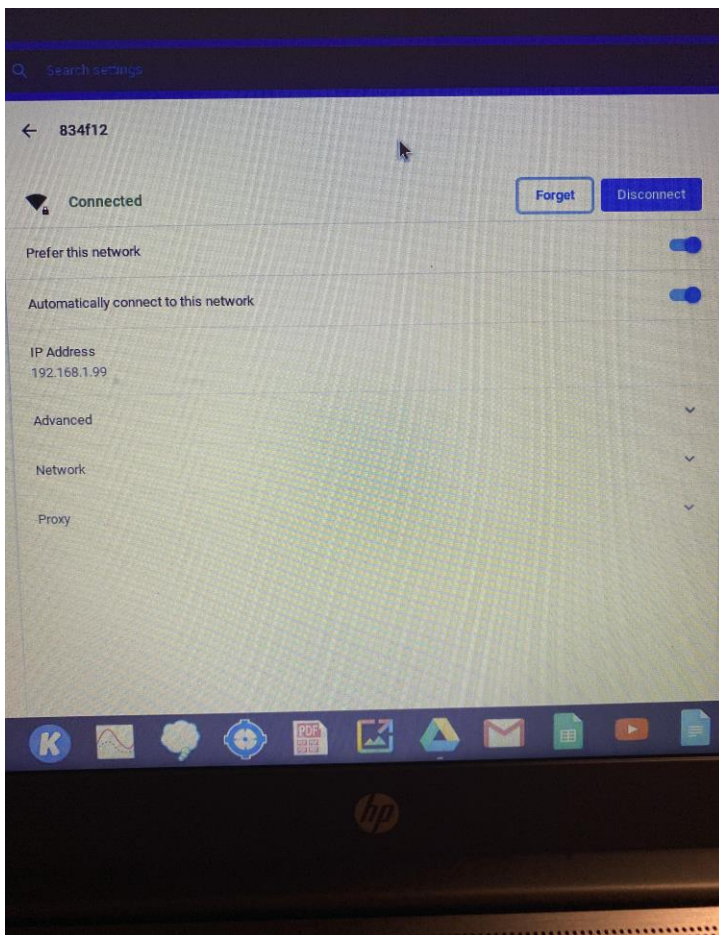 Search settings
834f12
Connected
Forget
Disconnect
Prefer this network
Automatically connect to this network
IP Address
192.168.1.99
Advanced
Network
Proxy
K
PDF
hp